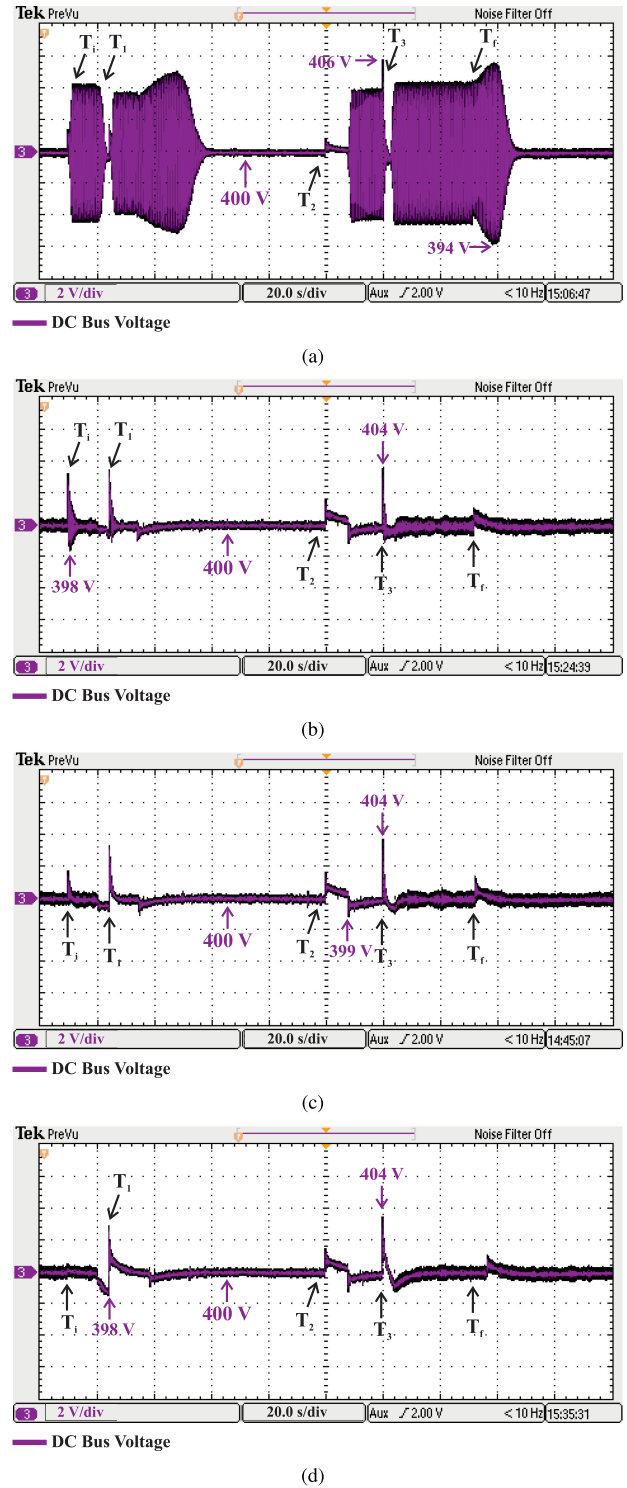 Tek PreVu Noise Filter Off
T
Ti T1 406 V T3 Tf
3
400 V T2 394 V
3 2 V/div 20.0 s/div Aux ʃ 2.00 V < 10 Hz 15:06:47
DC Bus Voltage
(a)
Tek PreVu Noise Filter Off
T
Ti T1 404 V
3
398 V 400 V T2 T3 Tf
3 2 V/div 20.0 s/div Aux ʃ 2.00 V < 10 Hz 15:24:39
DC Bus Voltage
(b)
Tek PreVu Noise Filter Off
T
404 V
3
Ti T1 400 V T2 399 V T3 Tf
3 2 V/div 20.0 s/div Aux ʃ 2.00 V < 10 Hz 14:45:07
DC Bus Voltage
(c)
Tek PreVu Noise Filter Off
T
T1 404 V
3
Ti 398 V 400 V T2 T3 Tf
3 2 V/div 20.0 s/div Aux ʃ 2.00 V < 10 Hz 15:35:31
DC Bus Voltage
(d)